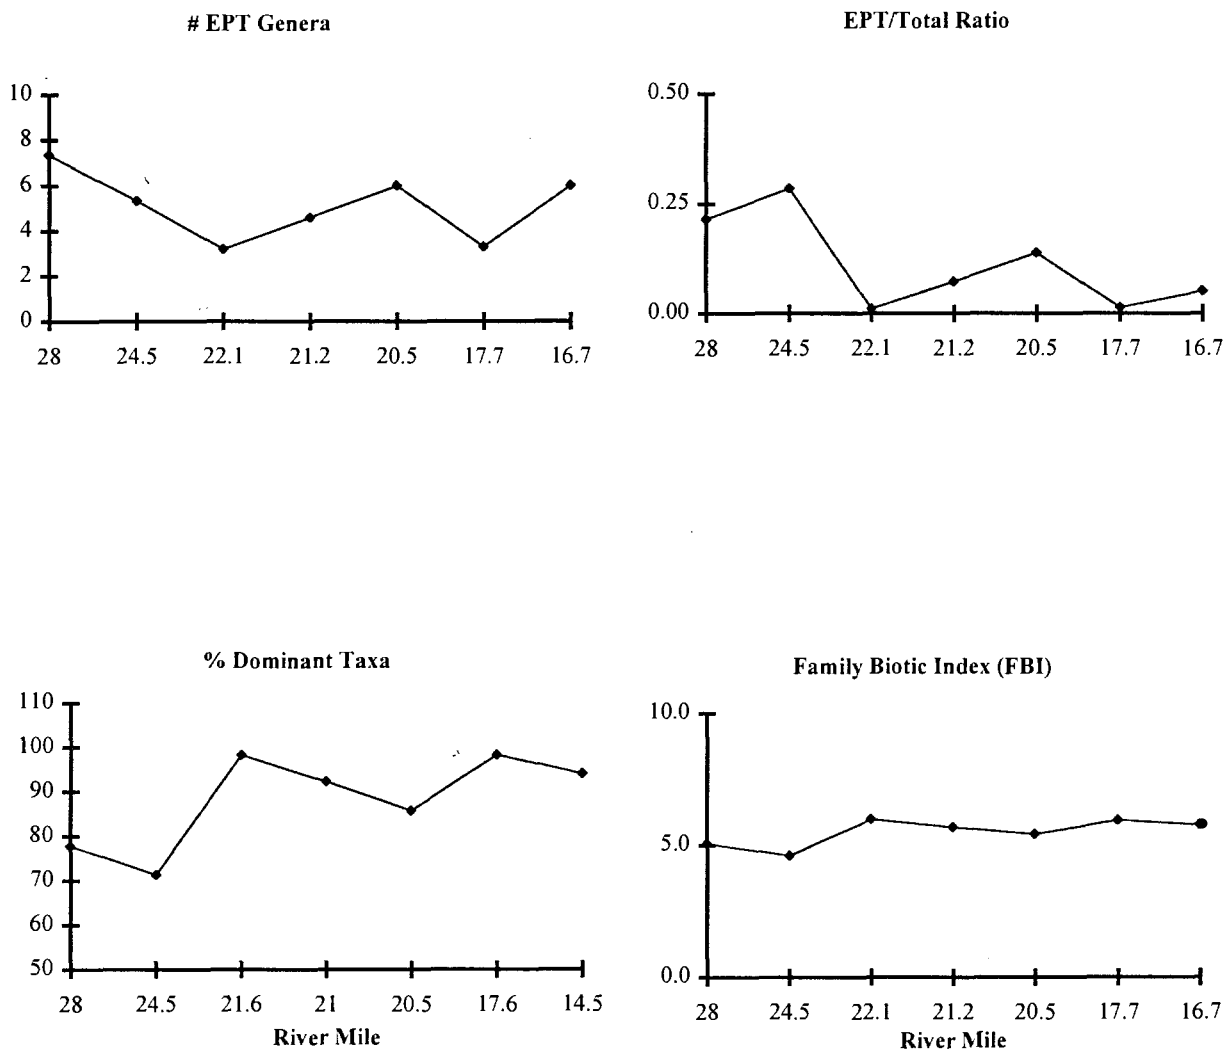 # EPT Genera
10
8
6
4
2
0
28 24.5 22.1 21.2 20.5 17.7 16.7
EPT/Total Ratio
0.50
0.25
0.00
28 24.5 22.1 21.2 20.5 17.7 16.7
% Dominant Taxa
110
100
90
80
70
60
50
28 24.5 21.6 21 20.5 17.6 14.5
River Mile
Family Biotic Index (FBI)
10.0
5.0
0.0
28 24.5 22.1 21.2 20.5 17.7 16.7
River Mile